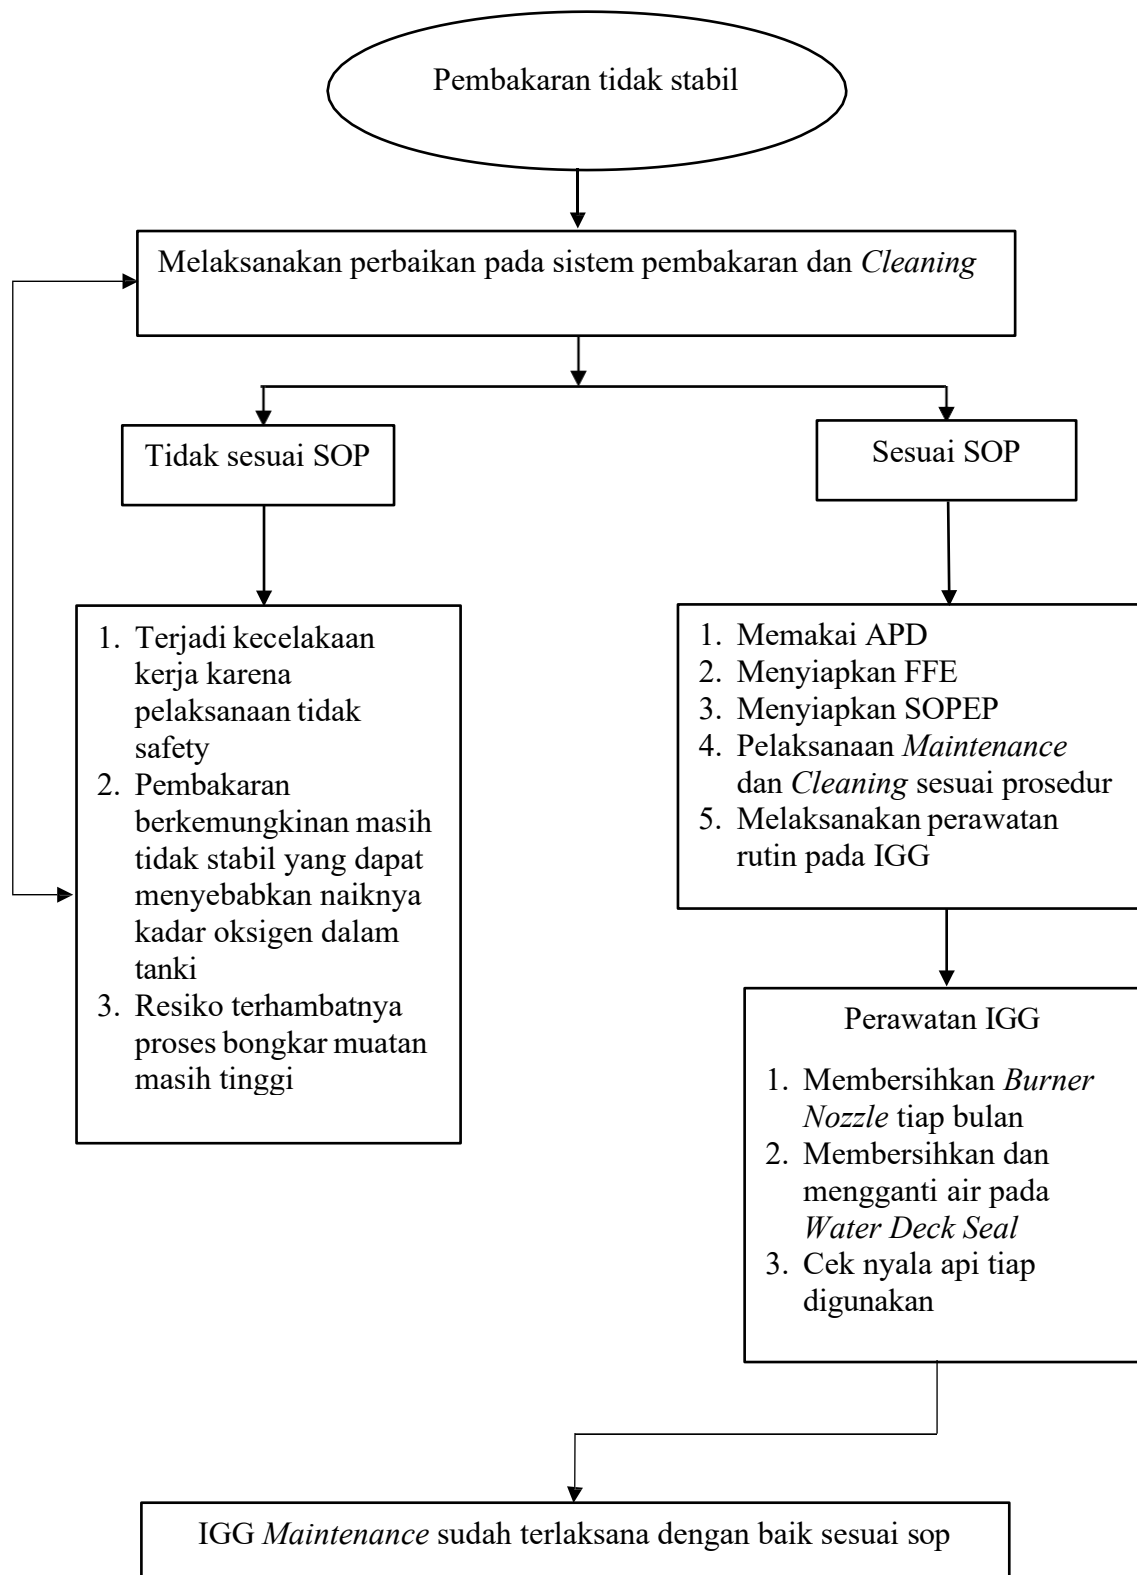 Pembakaran tidak stabil
Melaksanakan perbaikan pada sistem pembakaran dan Cleaning
Tidak sesuai SOP
Sesuai SOP
1. Terjadi kecelakaan
kerja karena
pelaksanaan tidak
safety
2. Pembakaran
berkemungkinan masih
tidak stabil yang dapat
menyebabkan naiknya
kadar oksigen dalam
tanki
3. Resiko terhambatnya
proses bongkar muatan
masih tinggi
1. Memakai APD
2. Menyiapkan FFE
3. Menyiapkan SOPEP
4. Pelaksanaan Maintenance
dan Cleaning sesuai prosedur
5. Melaksanakan perawatan
rutin pada IGG
Perawatan IGG
1. Membersihkan Burner
Nozzle tiap bulan
2. Membersihkan dan
mengganti air pada
Water Deck Seal
3. Cek nyala api tiap
digunakan
IGG Maintenance sudah terlaksana dengan baik sesuai sop